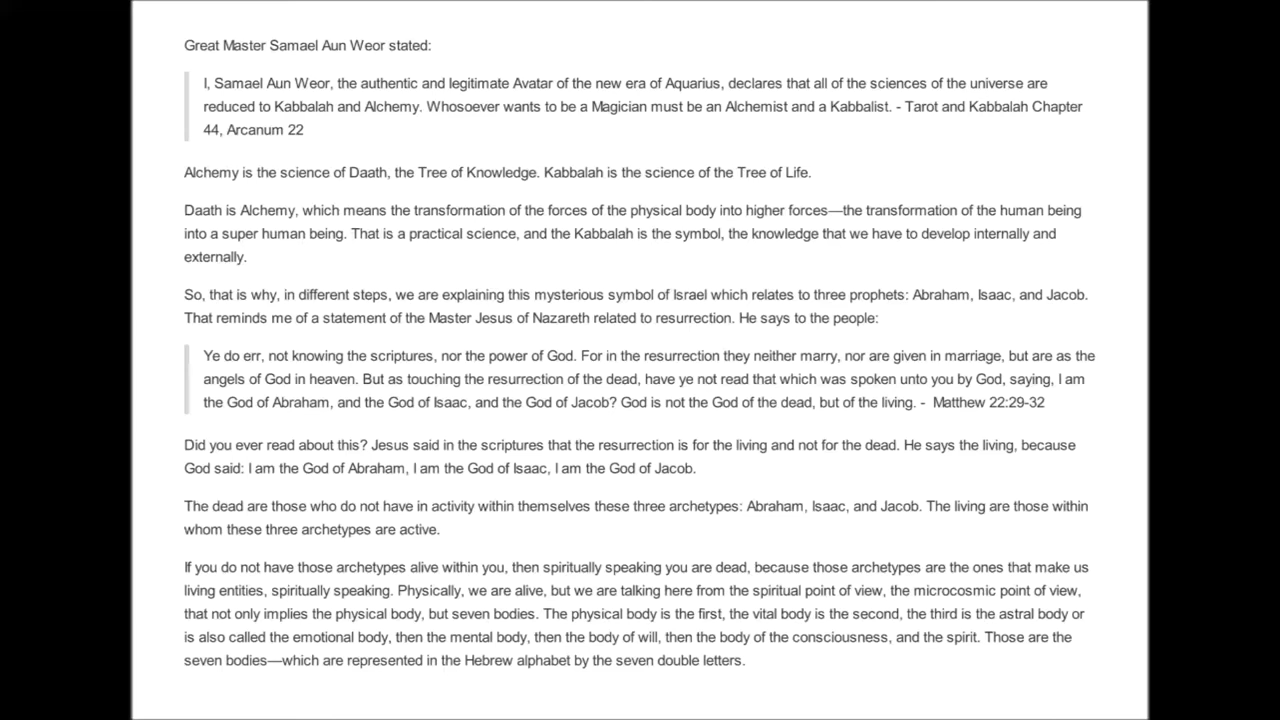 Great Master Samael Aun Weor stated:
I, Samael Aun Weor, the authentic and legitimate Avatar of the new era of Aquarius, declares that all of the sciences of the universe are
reduced to Kabbalah and Alchemy. Whosoever wants to be a Magician must be an Alchemist and a Kabbalist. - Tarot and Kabbalah Chapter
44, Arcanum 22
Alchemy is the science of Daath, the Tree of Knowledge. Kabbalah is the science of the Tree of Life.
Daath is Alchemy, which means the transformation of the forces of the physical body into higher forces—the transformation of the human being
into a super human being. That is a practical science, and the Kabbalah is the symbol, the knowledge that we have to develop internally and
externally.
So, that is why, in different steps, we are explaining this mysterious symbol of Israel which relates to three prophets: Abraham, Isaac, and Jacob.
That reminds me of a statement of the Master Jesus of Nazareth related to resurrection. He says to the people:
Ye do err, not knowing the scriptures, nor the power of God. For in the resurrection they neither marry, nor are given in marriage, but are as the
angels of God in heaven. But as touching the resurrection of the dead, have ye not read that which was spoken unto you by God, saying, I am
the God of Abraham, and the God of Isaac, and the God of Jacob? God is not the God of the dead, but of the living. - Matthew 22:29-32
Did you ever read about this? Jesus said in the scriptures that the resurrection is for the living and not for the dead. He says the living, because
God said: I am the God of Abraham, I am the God of Isaac, I am the God of Jacob.
The dead are those who do not have in activity within themselves these three archetypes: Abraham, Isaac, and Jacob. The living are those within
whom these three archetypes are active.
If you do not have those archetypes alive within you, then spiritually speaking you are dead, because those archetypes are the ones that make us
living entities, spiritually speaking. Physically, we are alive, but we are talking here from the spiritual point of view, the microcosmic point of view,
that not only implies the physical body, but seven bodies. The physical body is the first, the vital body is the second, the third is the astral body or
is also called the emotional body, then the mental body, then the body of will, then the body of the consciousness, and the spirit. Those are the
seven bodies—which are represented in the Hebrew alphabet by the seven double letters.